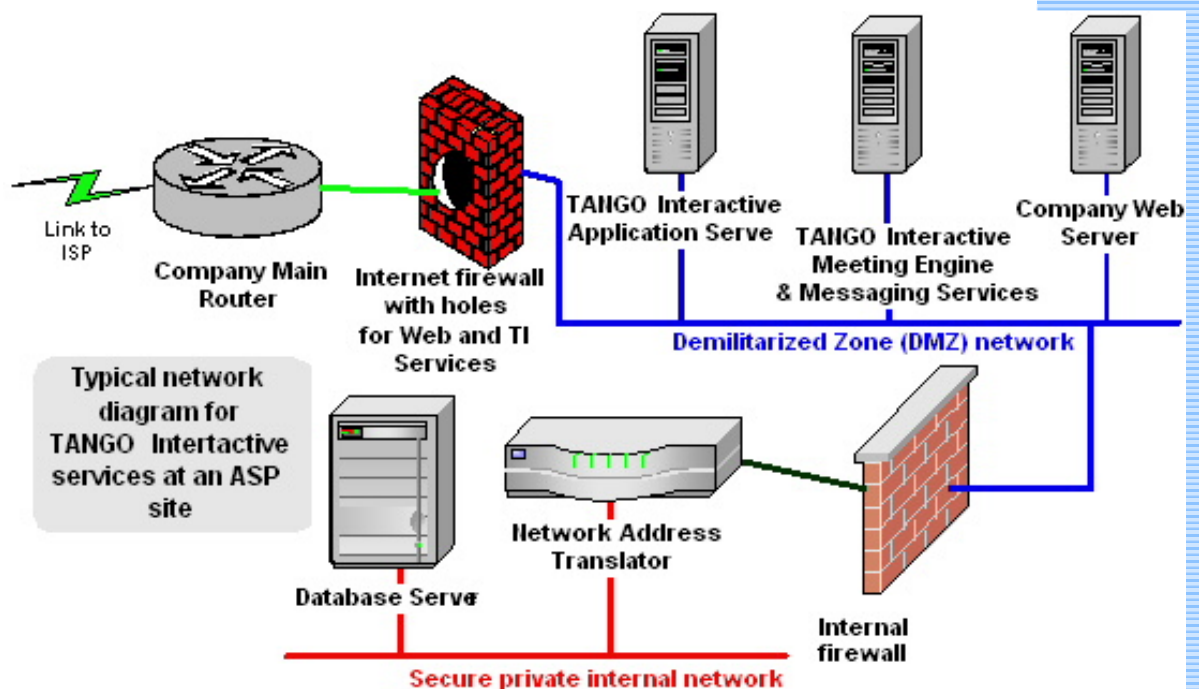 Link to
ISP
Company Main
Router
Internet firewall
with holes
for Web and TI
Services
TANGO Interactive
Application Serve
TANGO Interactive
Meeting Engine
& Messaging Services
Company Web
Server
Demilitarized Zone (DMZ) network
Typical network
diagram for
TANGO Intertactive
services at an ASP
site
Database Server
Network Address
Translator
Internal
firewall
Secure private internal network